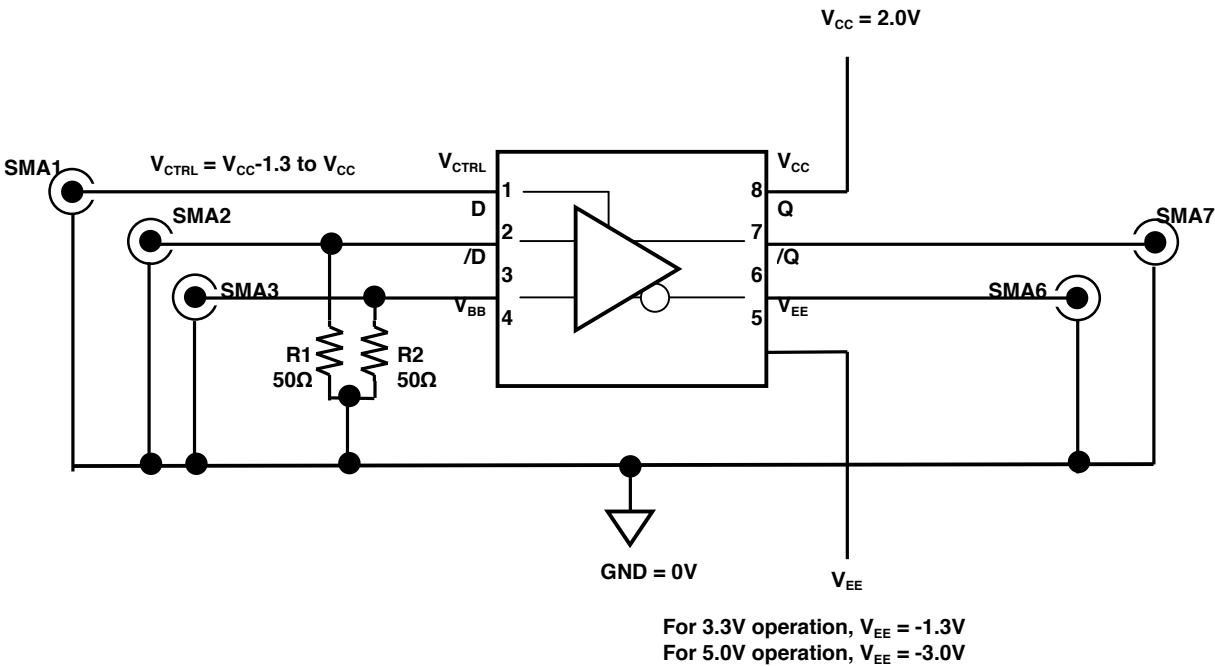 V_CC = 2.0V
SMA1
V_CTRL = V_CC-1.3 to V_CC
V_CTRL
V_CC
1
8
D
Q
SMA2
SMA7
2
7
/D
/Q
3
6
SMA3
SMA6
V_BB
V_EE
4
5
R1
50Ω
R2
50Ω
GND = 0V
V_EE
For 3.3V operation, V_EE = -1.3V
For 5.0V operation, V_EE = -3.0V